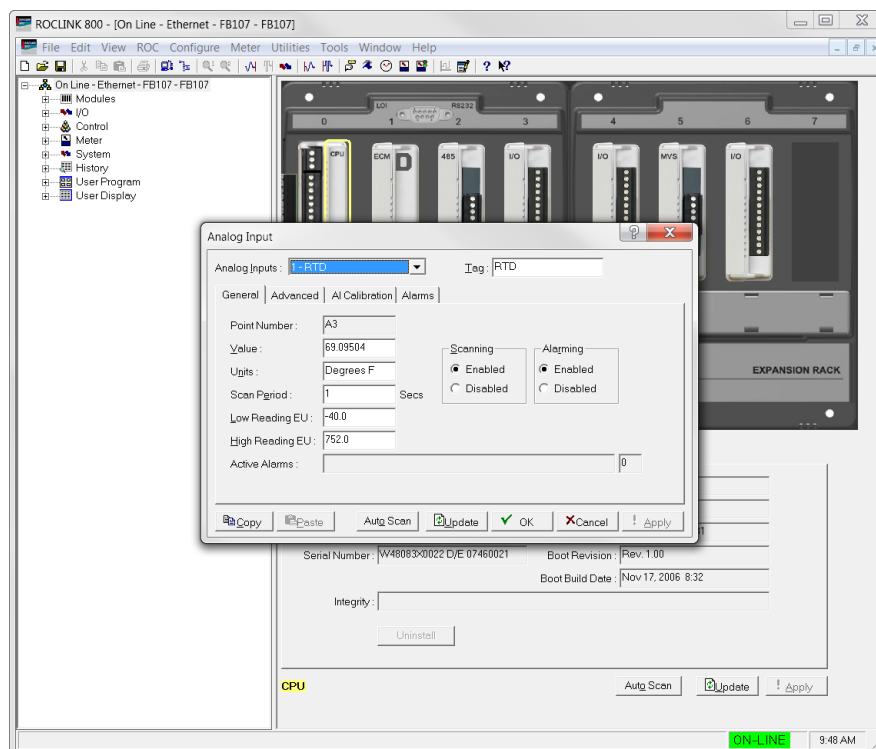 ROCLINK 800 - [On Line - Ethernet - FB107 - FB107]
File Edit View ROC Configure Meter Utilities Tools Window Help
On Line - Ethernet - FB107 - FB107
Modules
I/O
Control
Meter
System
History
User Program
User Display
LOI RS232
0 1 2 3 4 5 6 7
CPU ECM 485 I/O I/O MVS I/O
D
EXPANSION RACK
Analog Input
Analog Inputs : 1 - RTD Tag : RTD
General Advanced AI Calibration Alarms
Point Number : A3
Value : 69.09504
Units : Degrees F
Scan Period : 1 Secs
Low Reading EU : -40.0
High Reading EU : 752.0
Active Alarms : 0
Scanning
Enabled
Disabled
Alarming
Enabled
Disabled
Copy Paste Auto Scan Update OK Cancel ! Apply
Serial Number : W48083X0022 D/E 07460021 Boot Revision : Rev. 1.00
Boot Build Date : Nov 17, 2006 8:32
Integrity :
Uninstall
CPU Auto Scan Update ! Apply
ON-LINE 9:48 AM